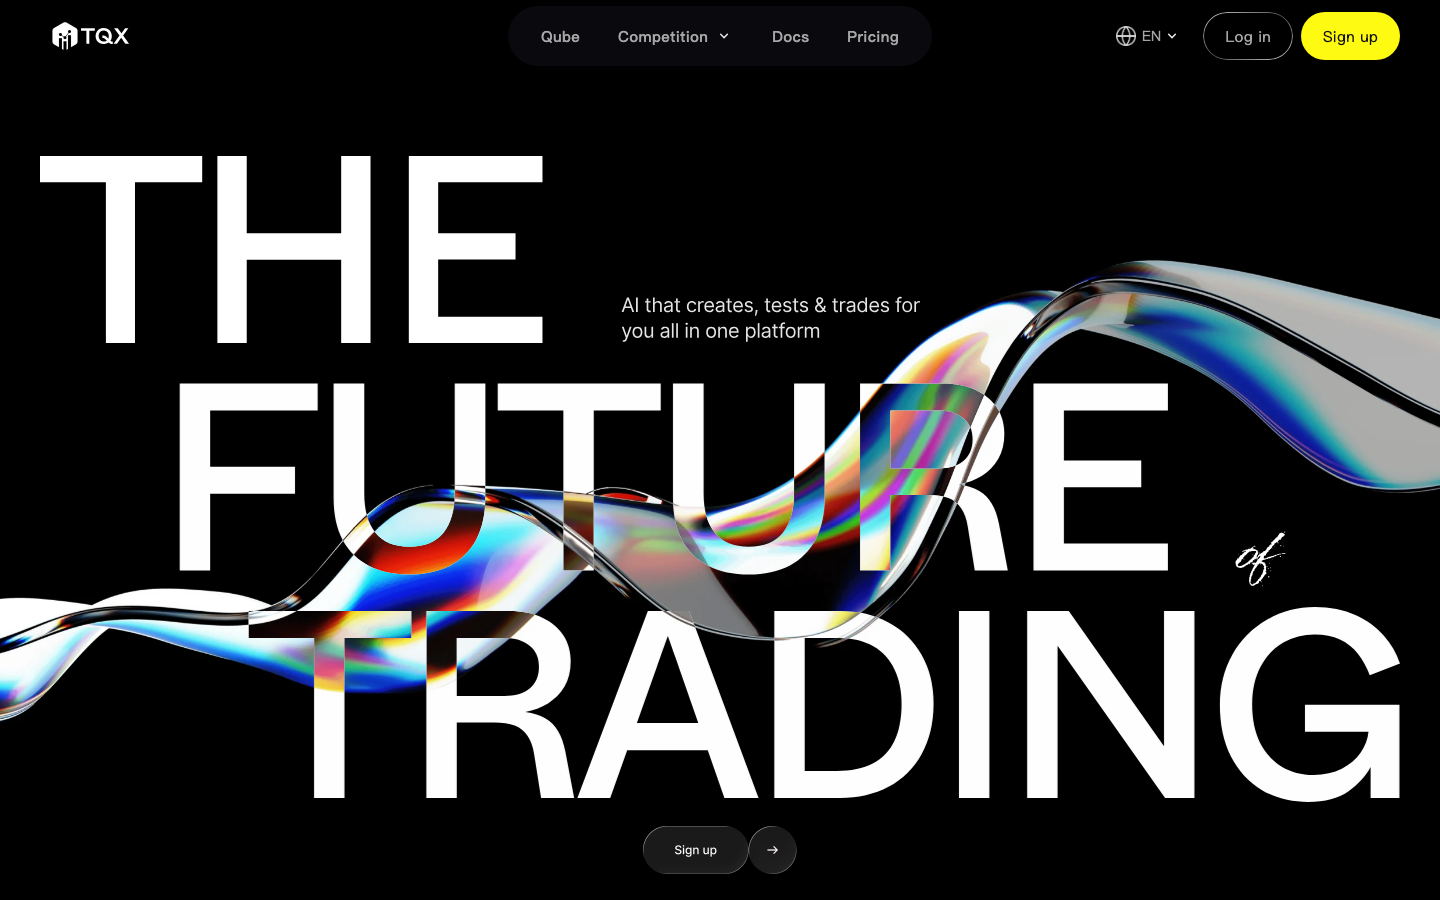 TQX
Qube Competition Docs Pricing
EN Log in Sign up
THE
AI that creates, tests & trades for
you all in one platform
FUTURE
of
TRADING
Sign up